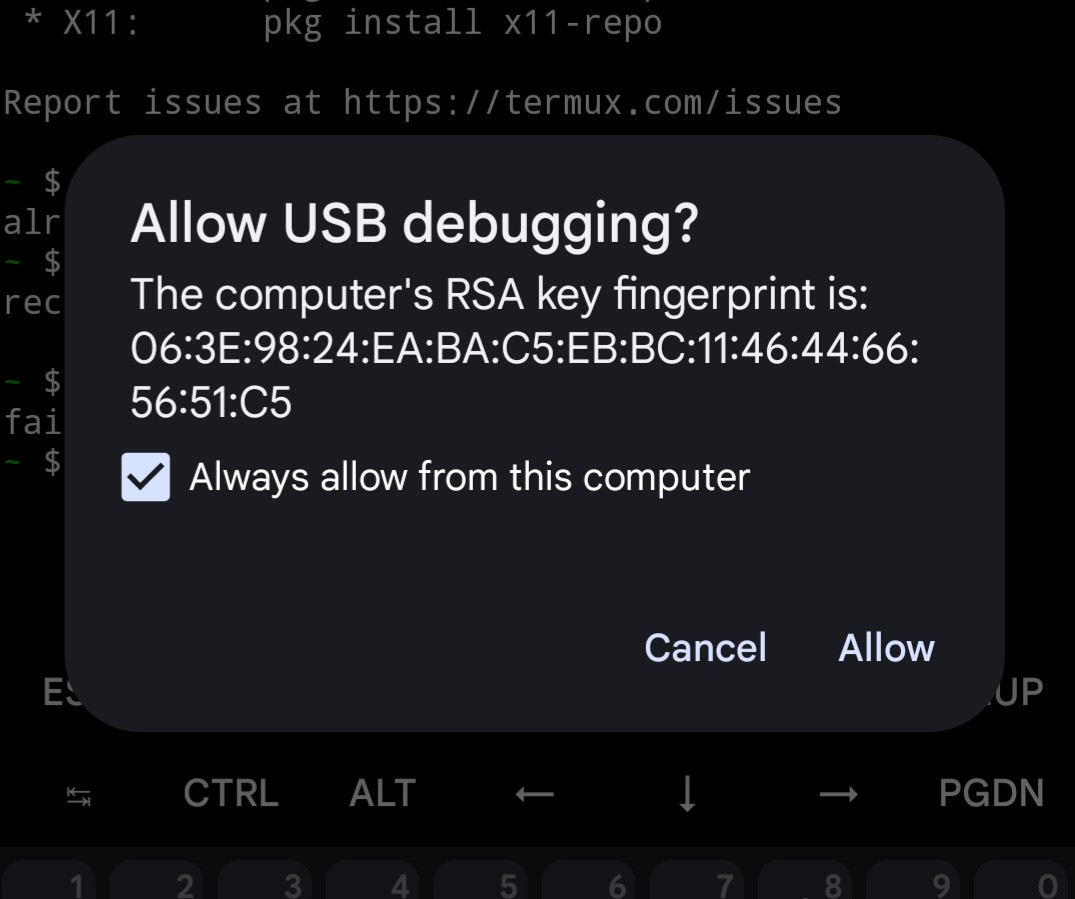 * X11: pkg install x11-repo
Report issues at https://termux.com/issues
~ $
Allow USB debugging?
alr
~ $
The computer's RSA key fingerprint is:
rec
06:3E:98:24:EA:BA:C5:EB:BC:11:46:44:66:
~ $
56:51:C5
fai
~ $
Always allow from this computer
Cancel Allow
ES UP
↹ CTRL ALT ← ↓ → PGDN
1 2 3 4 5 6 7 8 9 0